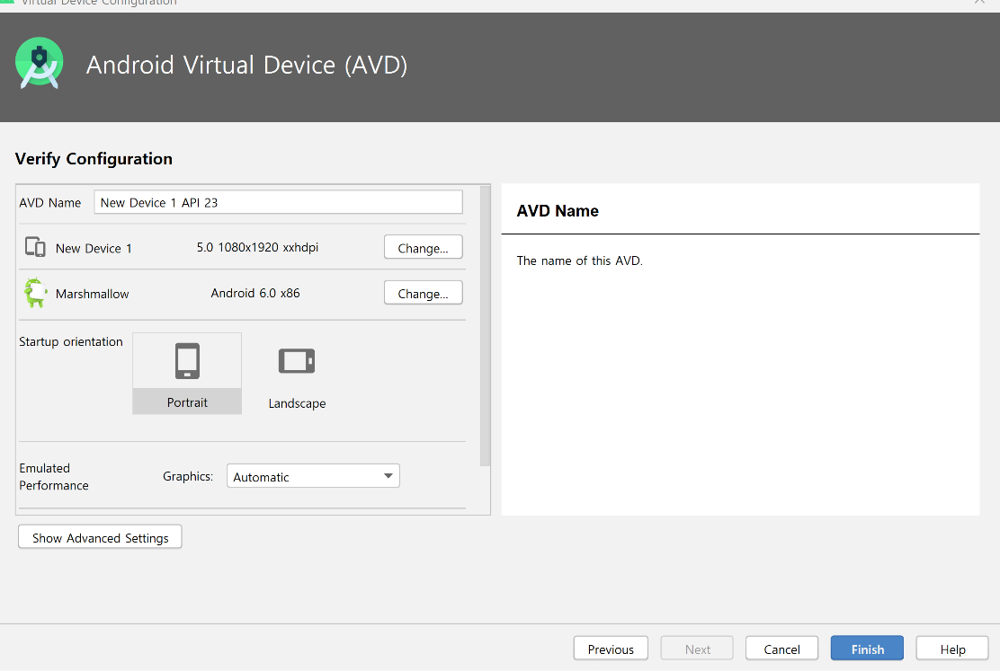 Virtual Device Configuration
Android Virtual Device (AVD)
Verify Configuration
AVD Name New Device 1 API 23
New Device 1 5.0 1080x1920 xxhdpi Change...
Marshmallow Android 6.0 x86 Change...
Startup orientation
Portrait Landscape
Emulated
Performance
Graphics: Automatic
Show Advanced Settings
AVD Name
The name of this AVD.
Previous Next Cancel Finish Help